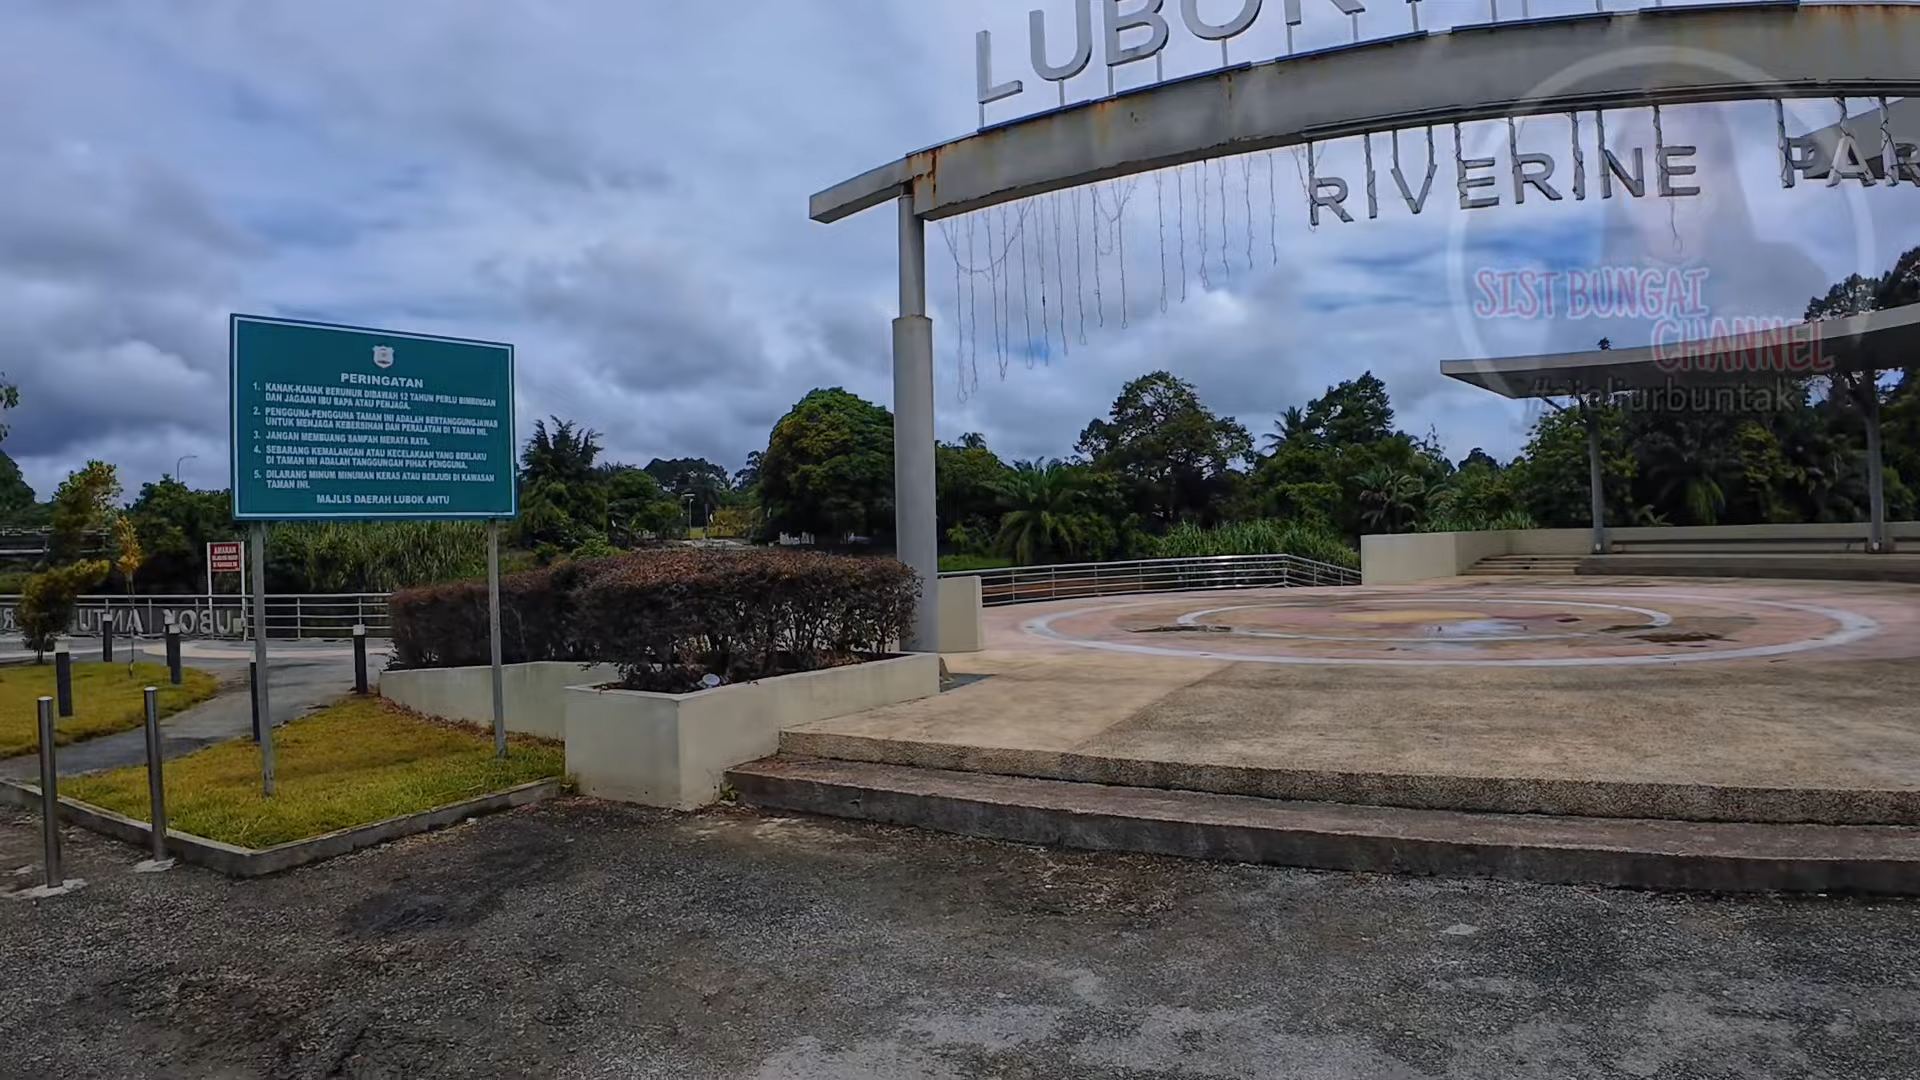 LUBOK
RIVERINE PAR
SIST BUNGAI
CHANNEL
PERINGATAN
1. KANAK-KANAK BERUMUR DIBAWAH 12 TAHUN PERLU BIMBINGAN
DAN JAGAAN IBU BAPA ATAU PENJAGA.
2. PENGGUNA-PENGGUNA TAMAN INI ADALAH BERTANGGUNGJAWAB
UNTUK MENJAGA KEBERSIHAN DAN PERALATAN DI TAMAN INI.
3. JANGAN MEMBUANG SAMPAH MERATA RATA.
4. SEBARANG KEMALANGAN ATAU KECELAKAAN YANG BERLAKU
DI TAMAN INI ADALAH TANGGUNGAN PIHAK PENGGUNA.
5. DILARANG MINUM MINUMAN KERAS ATAU BERJUDI DI KAWASAN
TAMAN INI.
MAJLIS DAERAH LUBOK ANTU
AMARAN
LUBOK ANTU